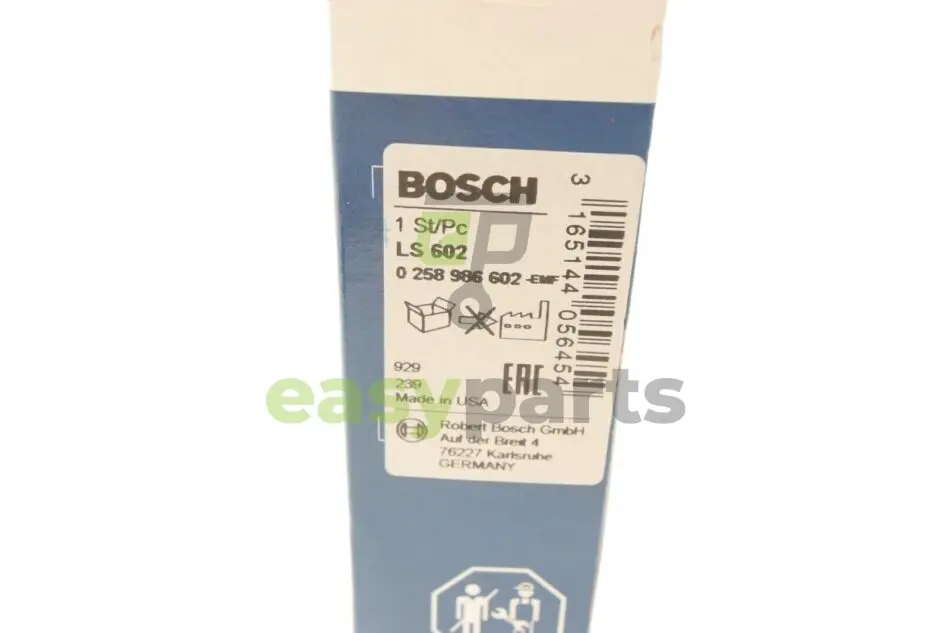 BOSCH
1 St/Pc
LS 602
0 258 986 602 -EWF
3 165144 056454
929
239
Made in USA
EAC
easyparts
Robert Bosch GmbH
Auf der Breit 4
76227 Karlsruhe
GERMANY